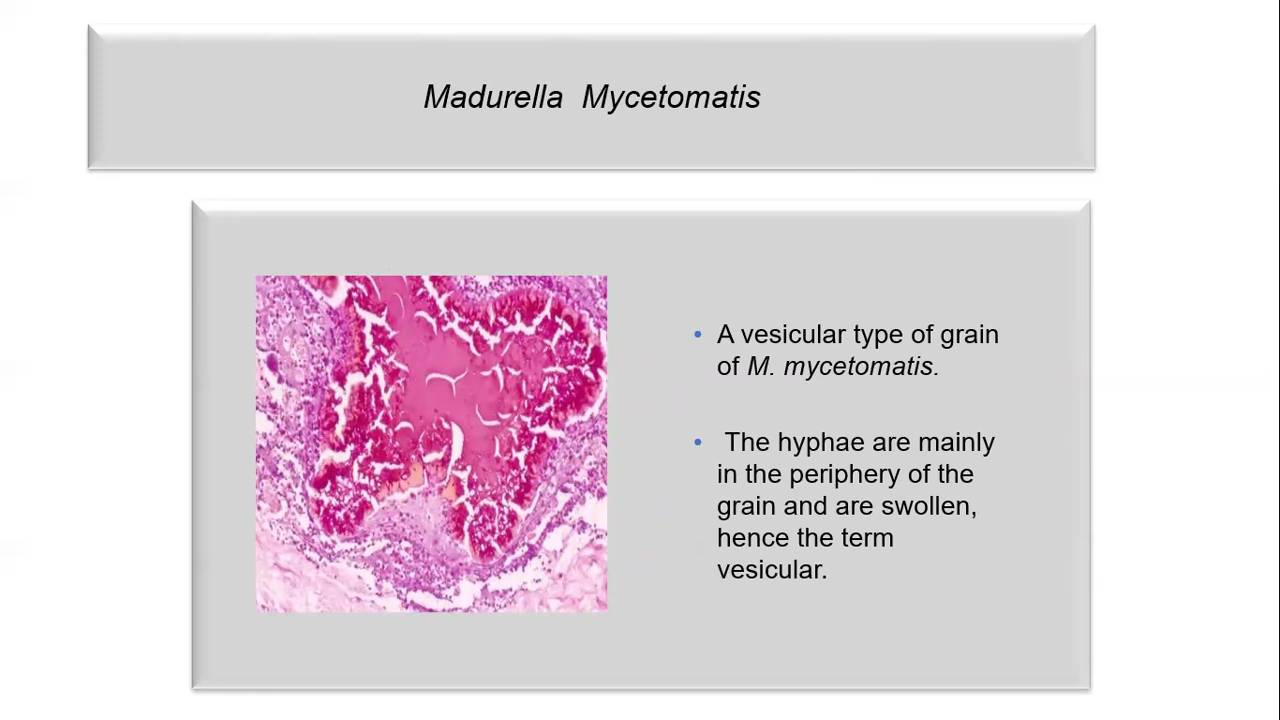 Madurella Mycetomatis
• A vesicular type of grain
of M. mycetomatis.
• The hyphae are mainly
in the periphery of the
grain and are swollen,
hence the term
vesicular.